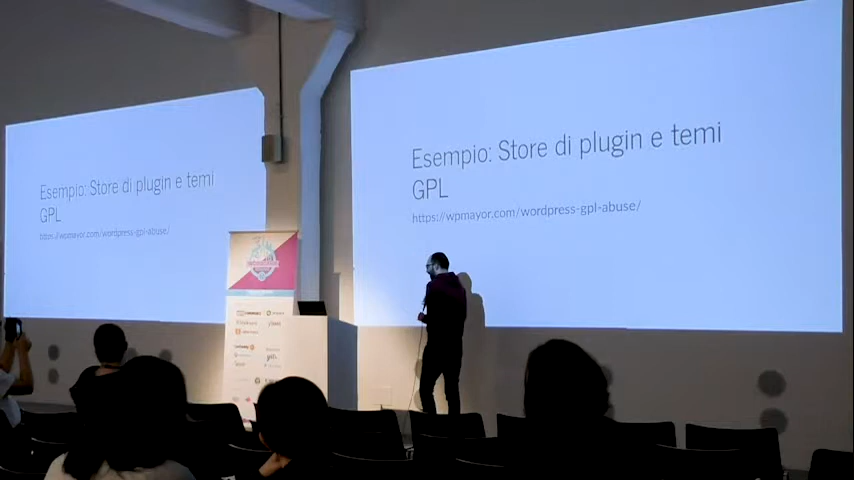 Esempio: Store di plugin e temi
GPL
https://wpmayor.com/wordpress-gpl-abuse/
Esempio: Store di plugin e temi
GPL
https://wpmayor.com/wordpress-gpl-abuse/